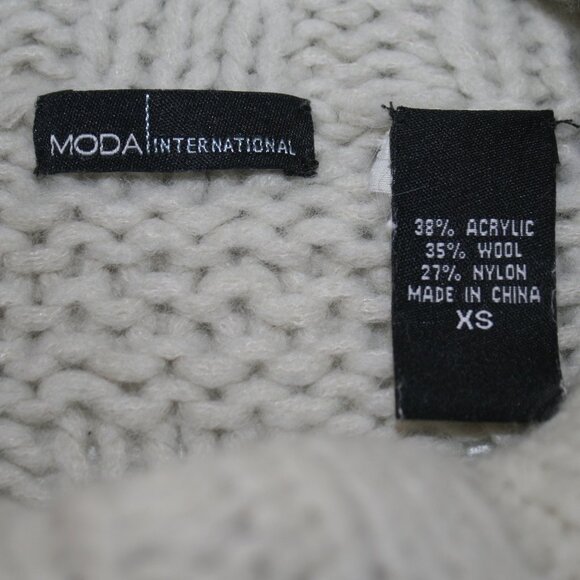 MODA INTERNATIONAL
38% ACRYLIC
35% WOOL
27% NYLON
MADE IN CHINA
XS